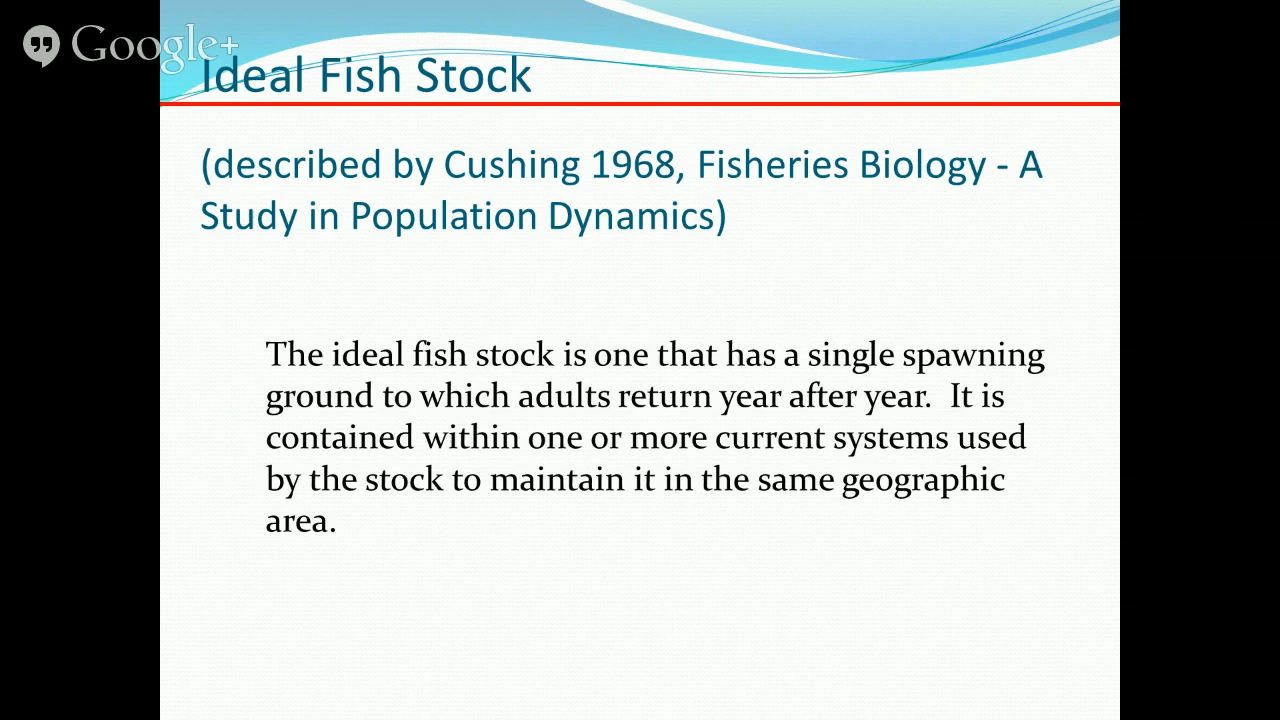 Google+
Ideal Fish Stock
(described by Cushing 1968, Fisheries Biology - A
Study in Population Dynamics)
The ideal fish stock is one that has a single spawning
ground to which adults return year after year.  It is
contained within one or more current systems used
by the stock to maintain it in the same geographic
area.